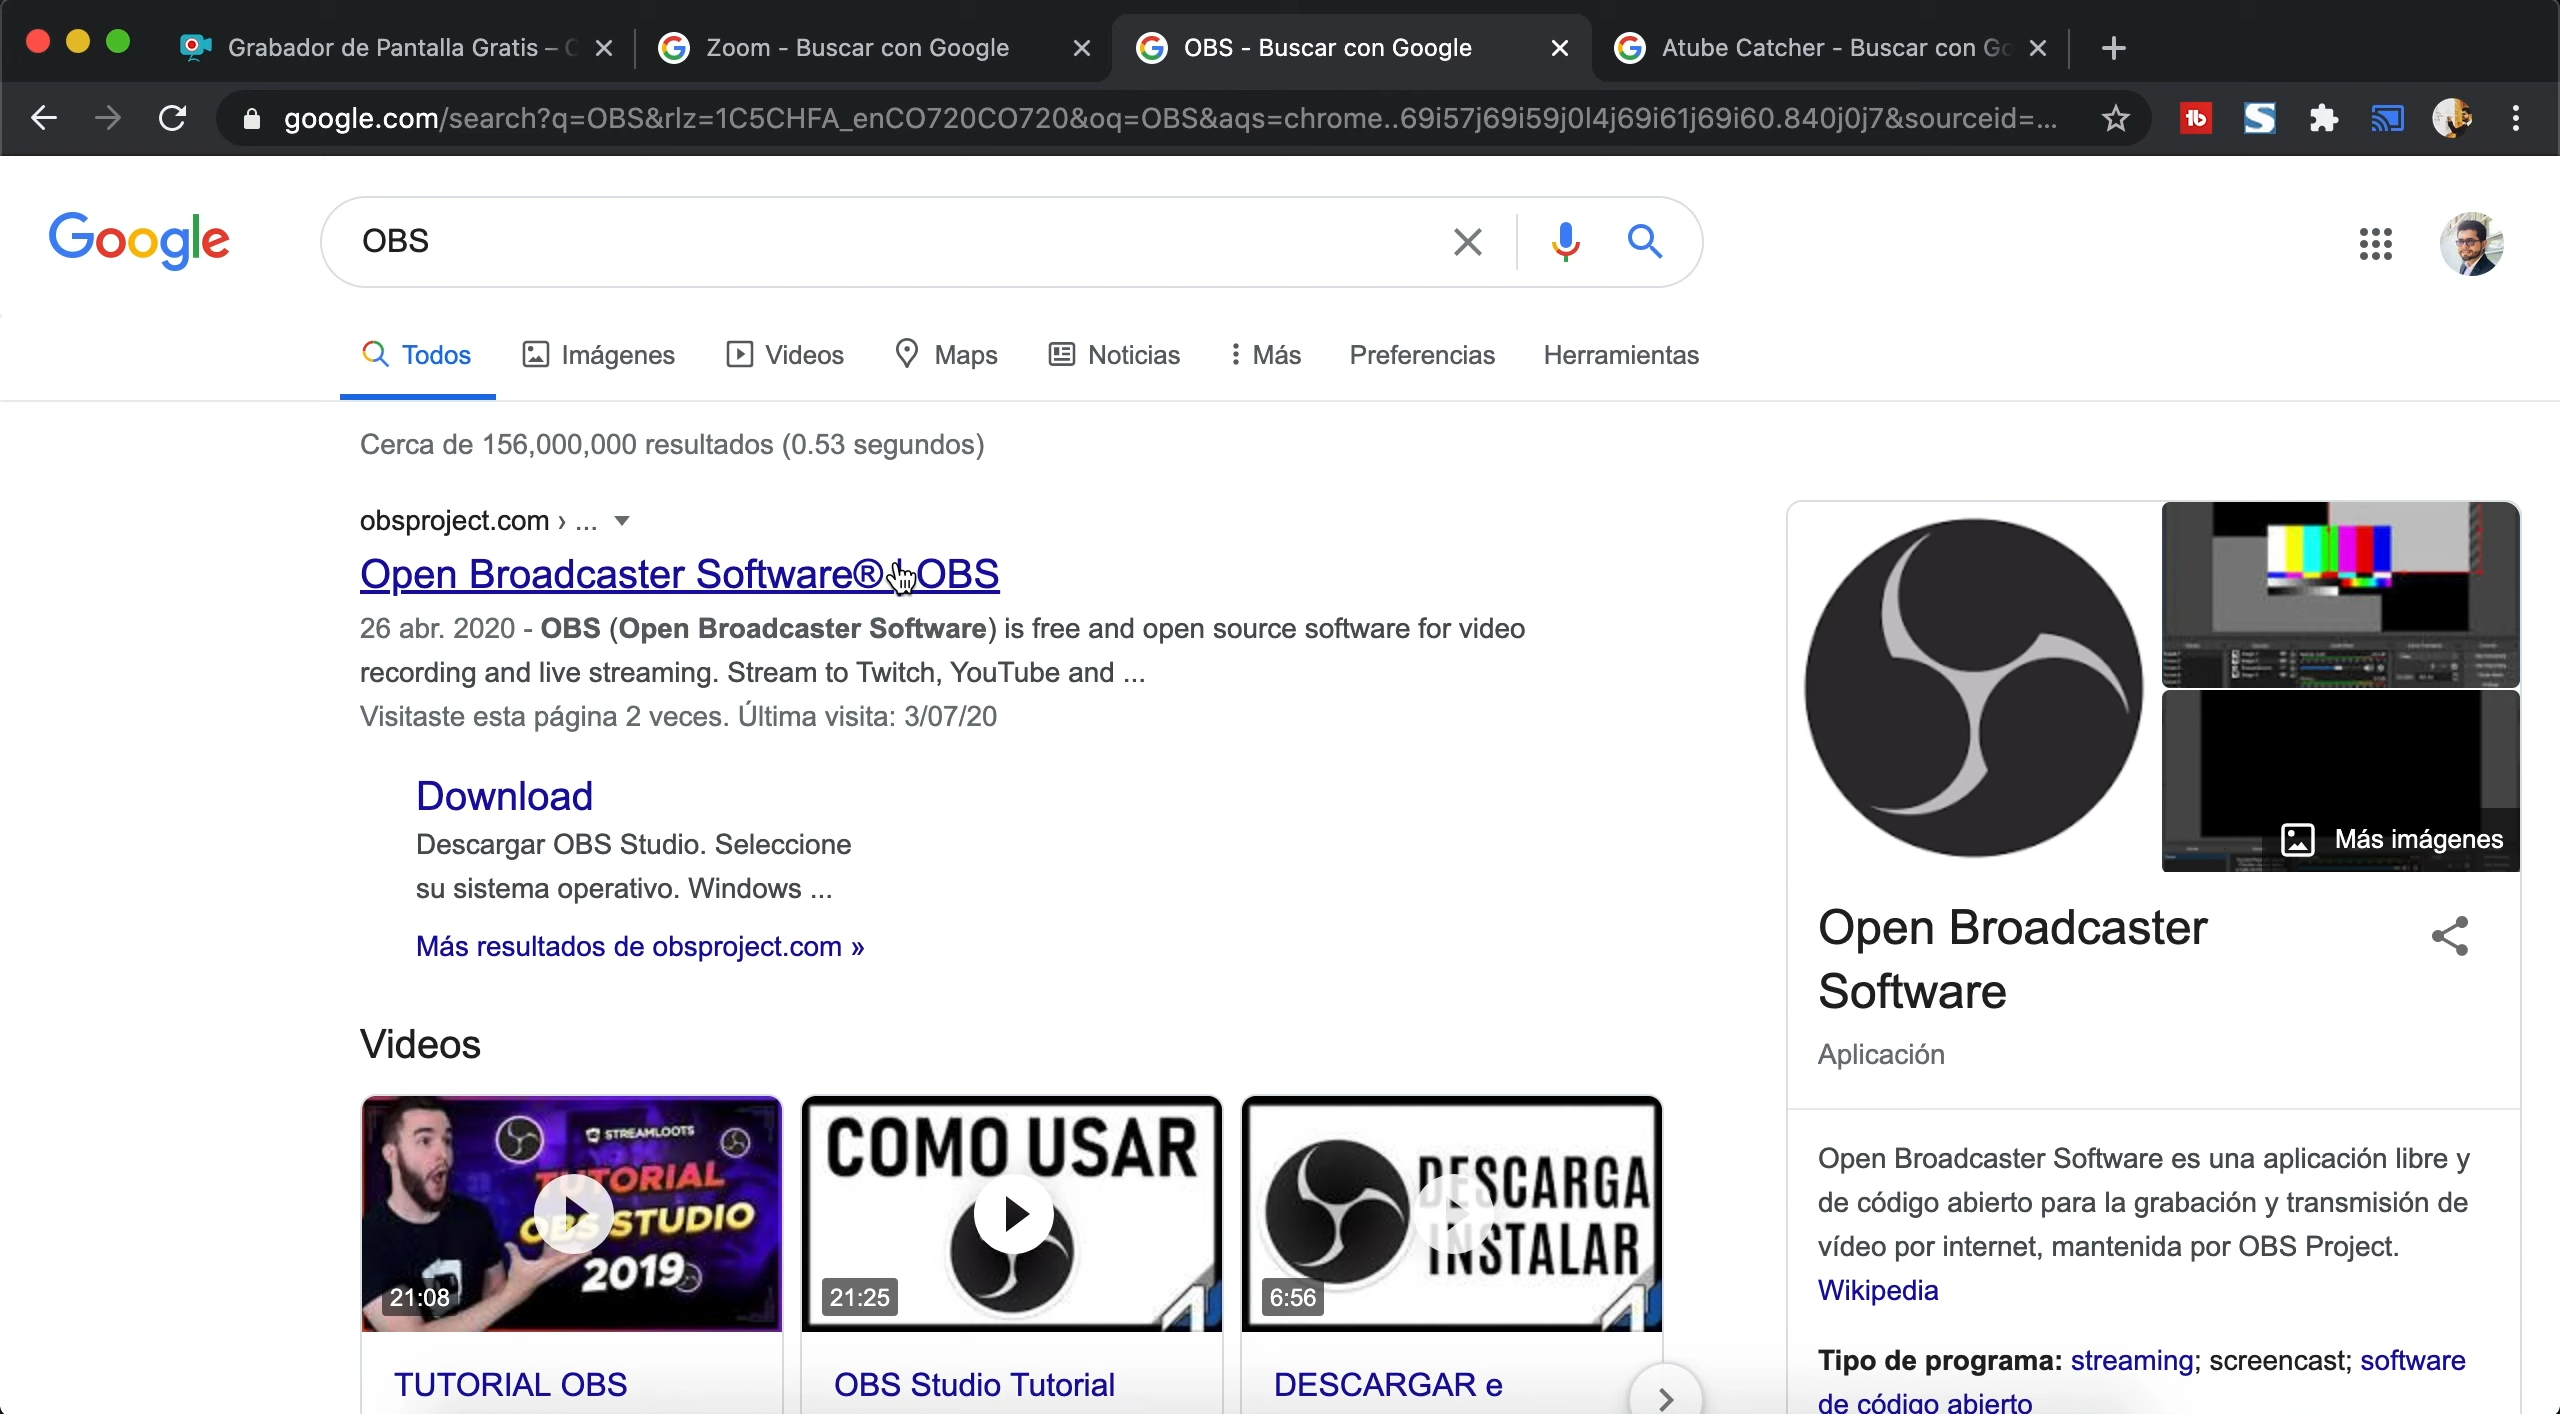 Grabador de Pantalla Gratis –
Zoom - Buscar con Google
OBS - Buscar con Google
Atube Catcher - Buscar con Go
google.com/search?q=OBS&rlz=1C5CHFA_enCO720CO720&oq=OBS&aqs=chrome..69i57j69i59j0l4j69i61j69i60.840j0j7&sourceid=...
Google
OBS
Todos
Imágenes
Videos
Maps
Noticias
Más
Preferencias
Herramientas
Cerca de 156,000,000 resultados (0.53 segundos)
obsproject.com › ...
Open Broadcaster Software® | OBS
26 abr. 2020 - OBS (Open Broadcaster Software) is free and open source software for video
recording and live streaming. Stream to Twitch, YouTube and ...
Visitaste esta página 2 veces. Última visita: 3/07/20
Download
Descargar OBS Studio. Seleccione
su sistema operativo. Windows ...
Más resultados de obsproject.com »
Videos
STREAMLOOTS
TUTORIAL
OBS STUDIO
2019
21:08
TUTORIAL OBS
COMO USAR
21:25
OBS Studio Tutorial
DESCARGA
INSTALAR
6:56
DESCARGAR e
Más imágenes
Open Broadcaster
Software
Aplicación
Open Broadcaster Software es una aplicación libre y
de código abierto para la grabación y transmisión de
vídeo por internet, mantenida por OBS Project.
Wikipedia
Tipo de programa: streaming; screencast; software
de código abierto